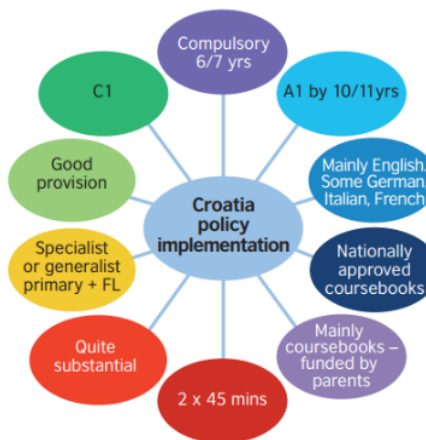 Compulsory
6/7 yrs
A1 by 10/11yrs
Mainly English.
Some German,
Italian, French
Nationally
approved
coursebooks
Mainly
coursebooks –
funded by
parents
2 x 45 mins
Quite
substantial
Specialist
or generalist
primary + FL
Good
provision
C1
Croatia
policy
implementation